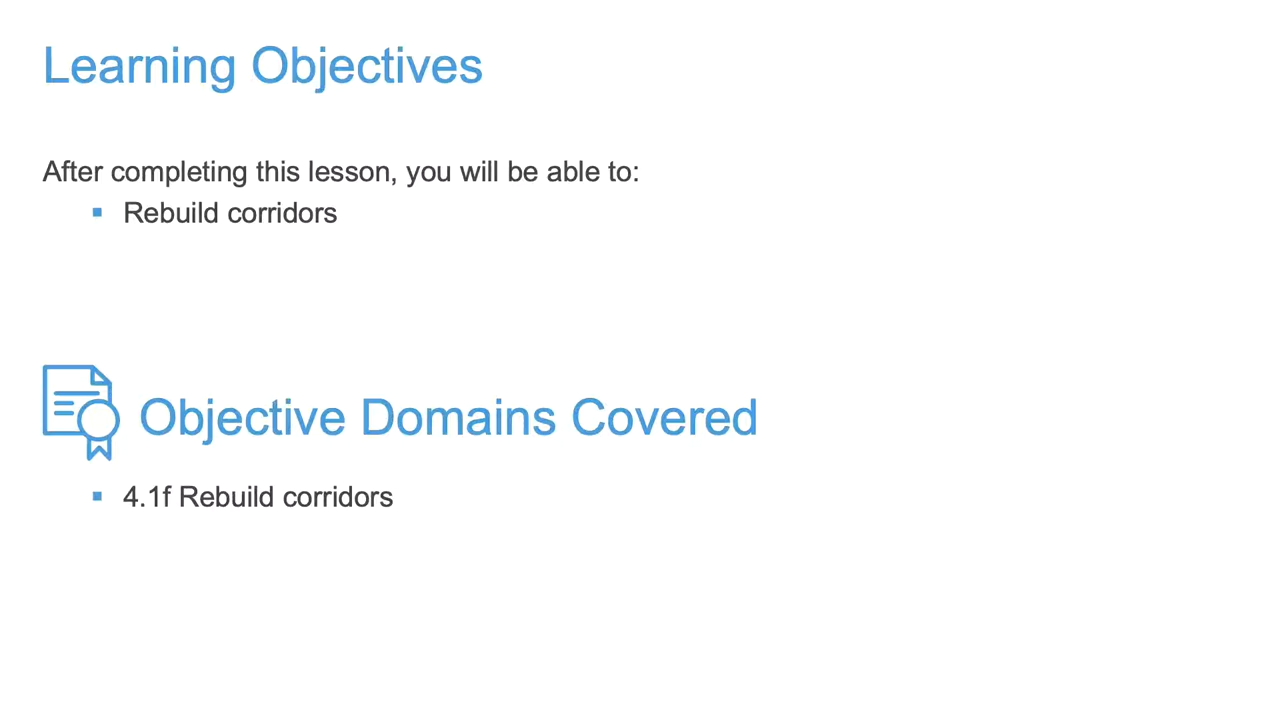 Learning Objectives
After completing this lesson, you will be able to:
Rebuild corridors
Objective Domains Covered
4.1f Rebuild corridors